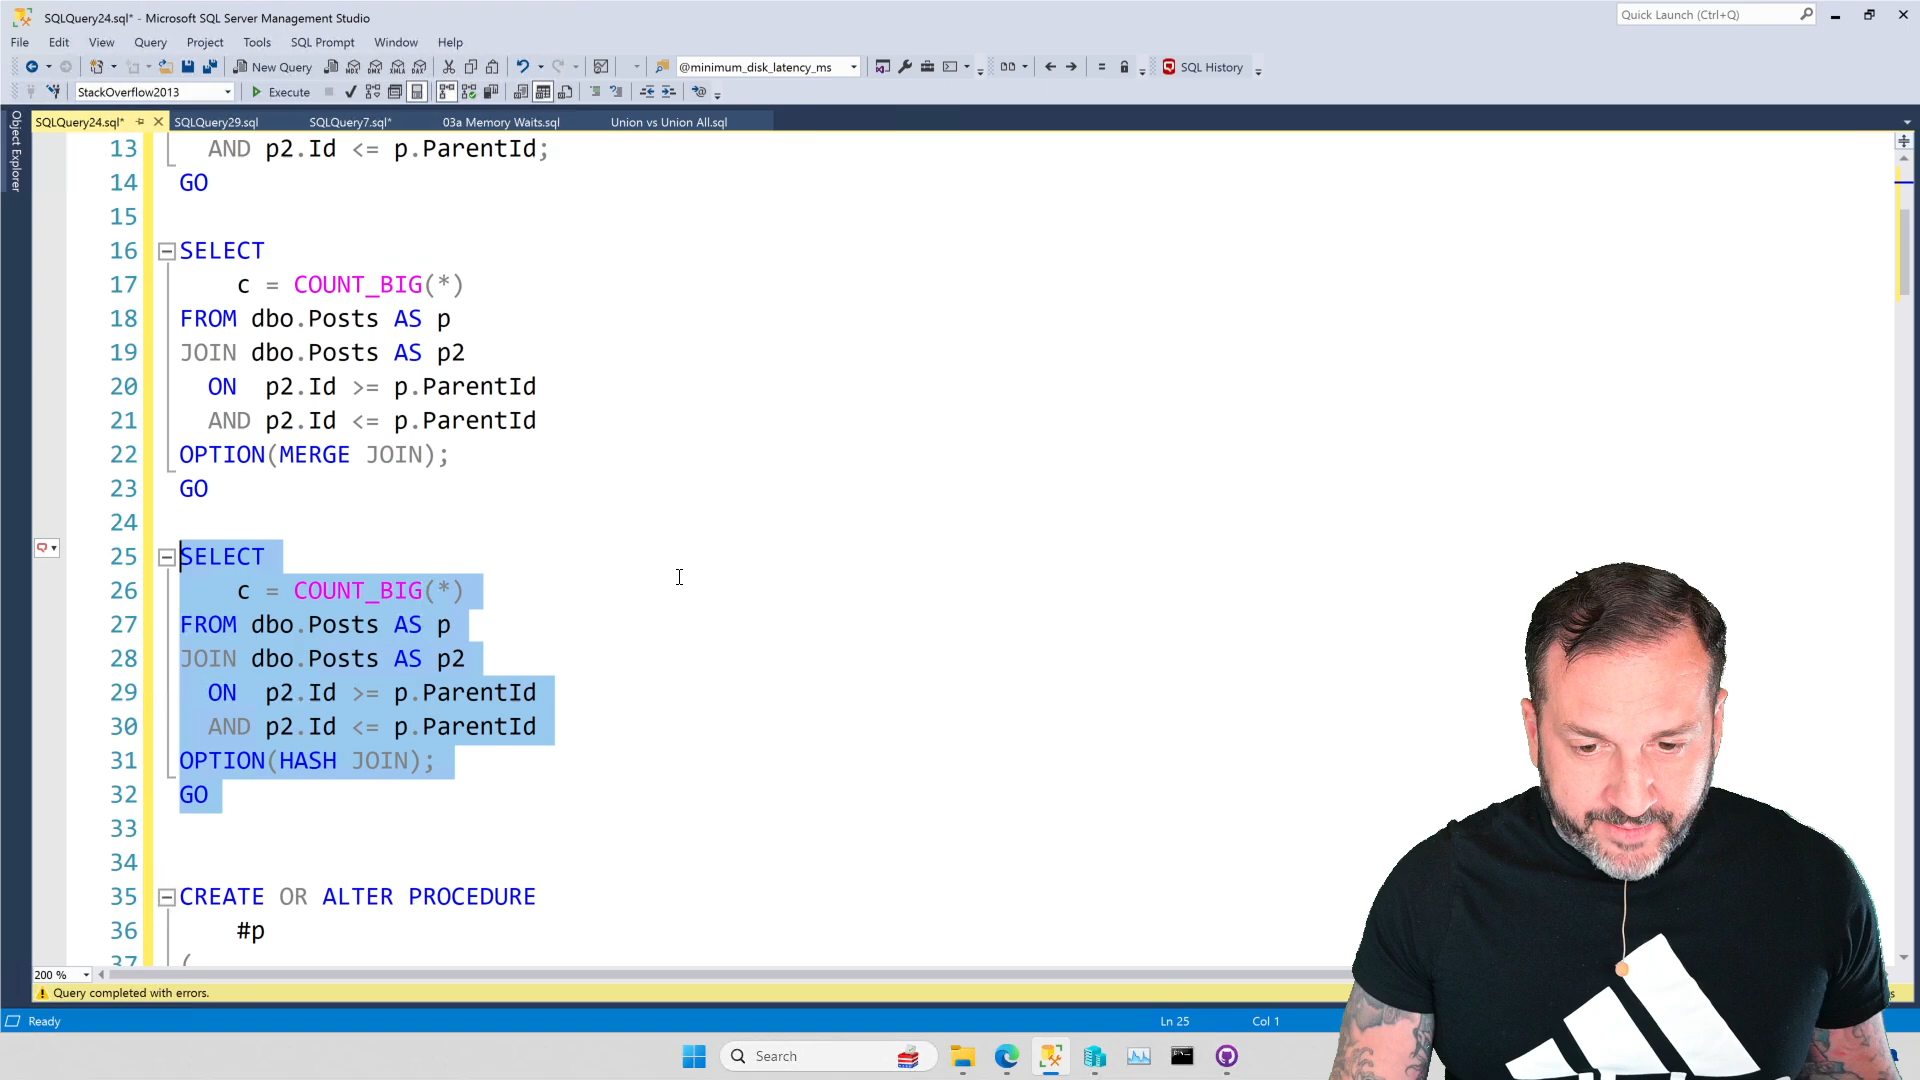 SQLQuery24.sql* - Microsoft SQL Server Management Studio
Quick Launch (Ctrl+Q)
File Edit View Query Project Tools SQL Prompt Window Help
New Query
@minimum_disk_latency_ms
SQL History
StackOverflow2013
Execute
SQLQuery24.sql*
SQLQuery29.sql
SQLQuery7.sql*
03a Memory Waits.sql
Union vs Union All.sql
Object Explorer
13 AND p2.Id <= p.ParentId;
14 GO
15
16 SELECT
17 c = COUNT_BIG(*)
18 FROM dbo.Posts AS p
19 JOIN dbo.Posts AS p2
20 ON p2.Id >= p.ParentId
21 AND p2.Id <= p.ParentId
22 OPTION(MERGE JOIN);
23 GO
24
25 SELECT
26 c = COUNT_BIG(*)
27 FROM dbo.Posts AS p
28 JOIN dbo.Posts AS p2
29 ON p2.Id >= p.ParentId
30 AND p2.Id <= p.ParentId
31 OPTION(HASH JOIN);
32 GO
33
34
35 CREATE OR ALTER PROCEDURE
36 #p
37 (
200 %
Query completed with errors.
Ready
Ln 25
Col 1
Search